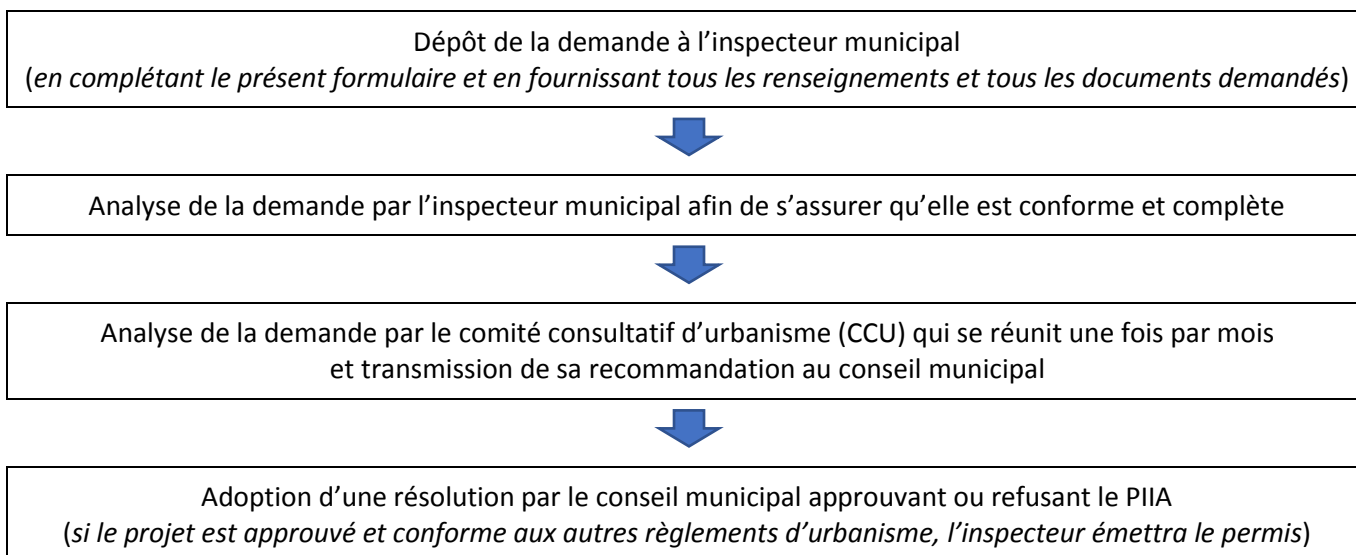 Dépôt de la demande à l’inspecteur municipal
(en complétant le présent formulaire et en fournissant tous les renseignements et tous les documents demandés)
Analyse de la demande par l’inspecteur municipal afin de s’assurer qu’elle est conforme et complète
Analyse de la demande par le comité consultatif d’urbanisme (CCU) qui se réunit une fois par mois
et transmission de sa recommandation au conseil municipal
Adoption d’une résolution par le conseil municipal approuvant ou refusant le PIIA
(si le projet est approuvé et conforme aux autres règlements d’urbanisme, l’inspecteur émettra le permis)